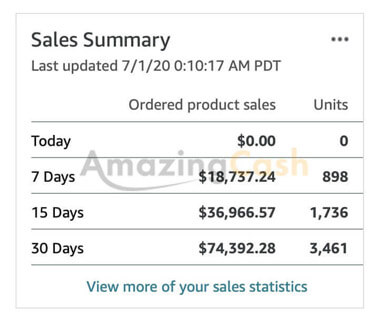 Sales Summary ...
Last updated 7/1/20 0:10:17 AM PDT
Ordered product sales Units
Today $0.00 0
AmazingCash
7 Days $18,737.24 898
15 Days $36,966.57 1,736
30 Days $74,392.28 3,461
View more of your sales statistics